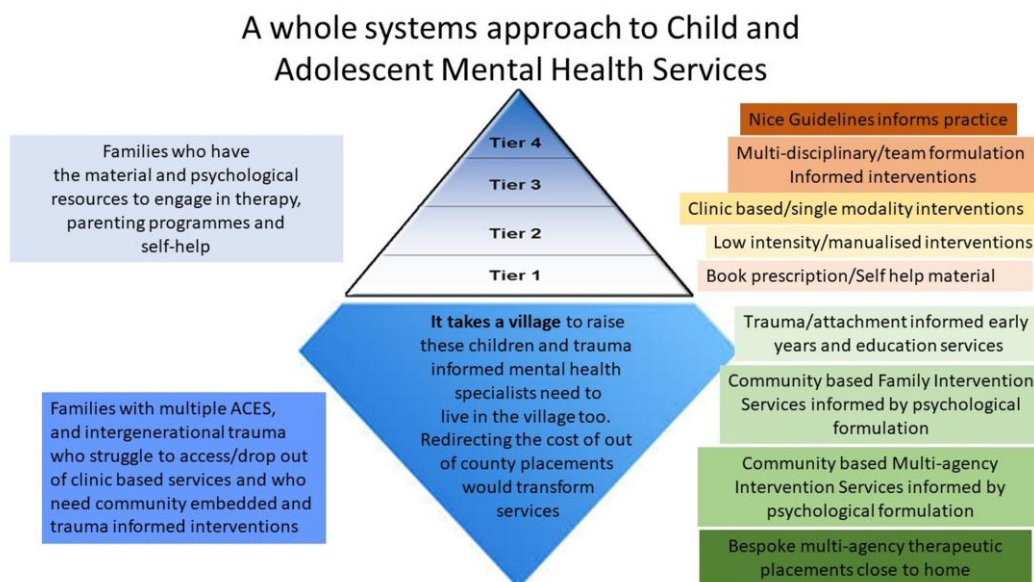 A whole systems approach to Child and
Adolescent Mental Health Services
Families who have
the material and psychological
resources to engage in therapy,
parenting programmes and
self-help
Tier 4
Tier 3
Tier 2
Tier 1
Nice Guidelines informs practice
Multi-disciplinary/team formulation
Informed interventions
Clinic based/single modality interventions
Low intensity/manualised interventions
Book prescription/Self help material
It takes a village to raise
these children and trauma
informed mental health
specialists need to
live in the village too.
Redirecting the cost of out
of county placements
would transform
services
Families with multiple ACES,
and intergenerational trauma
who struggle to access/drop out
of clinic based services and who
need community embedded and
trauma informed interventions
Trauma/attachment informed early
years and education services
Community based Family Intervention
Services informed by psychological
formulation
Community based Multi-agency
Intervention Services informed by
psychological formulation
Bespoke multi-agency therapeutic
placements close to home